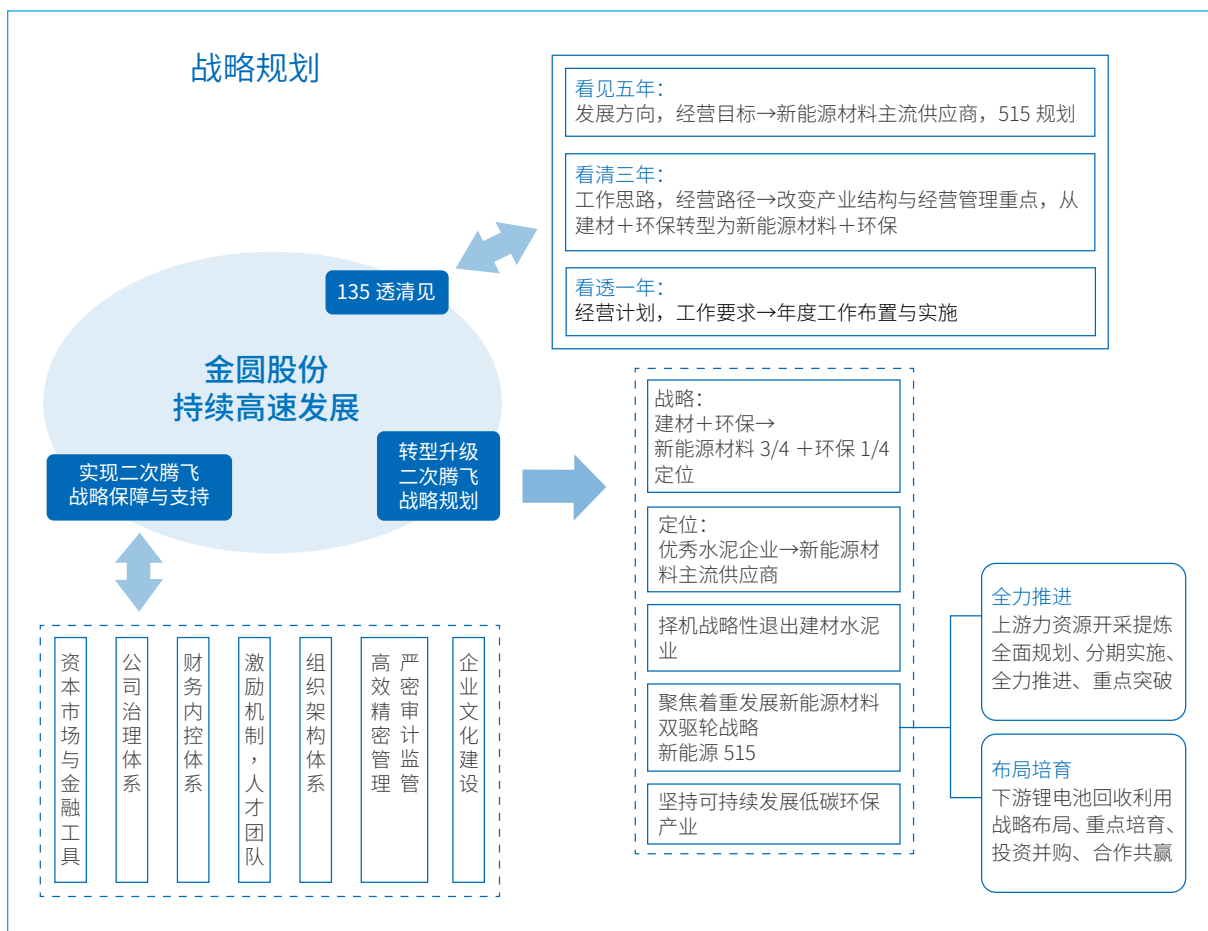 战略规划
看见五年：
发展方向，经营目标→新能源材料主流供应商，515 规划
看清三年：
工作思路，经营路径→改变产业结构与经营管理重点，从
建材＋环保转型为新能源材料＋环保
看透一年：
经营计划，工作要求→年度工作布置与实施
135 透清见
金圆股份
持续高速发展
实现二次腾飞
战略保障与支持
转型升级
二次腾飞
战略规划
战略：
建材＋环保→
新能源材料 3/4 ＋环保 1/4
定位
定位：
优秀水泥企业→新能源材
料主流供应商
择机战略性退出建材水泥
业
聚焦着重发展新能源材料
双驱轮战略
新能源 515
坚持可持续发展低碳环保
产业
全力推进
上游力资源开采提炼
全面规划、分期实施、
全力推进、重点突破
布局培育
下游锂电池回收利用
战略布局、重点培育、
投资并购、合作共赢
资本市场与金融工具
公司治理体系
财务内控体系
激励机制，人才团队
组织架构体系
严密审计监管
高效精密管理
企业文化建设